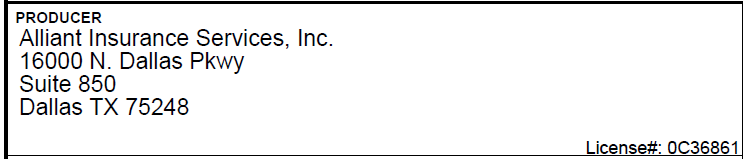 PRODUCER
Alliant Insurance Services, Inc.
16000 N. Dallas Pkwy
Suite 850
Dallas TX 75248
License#: 0C36861